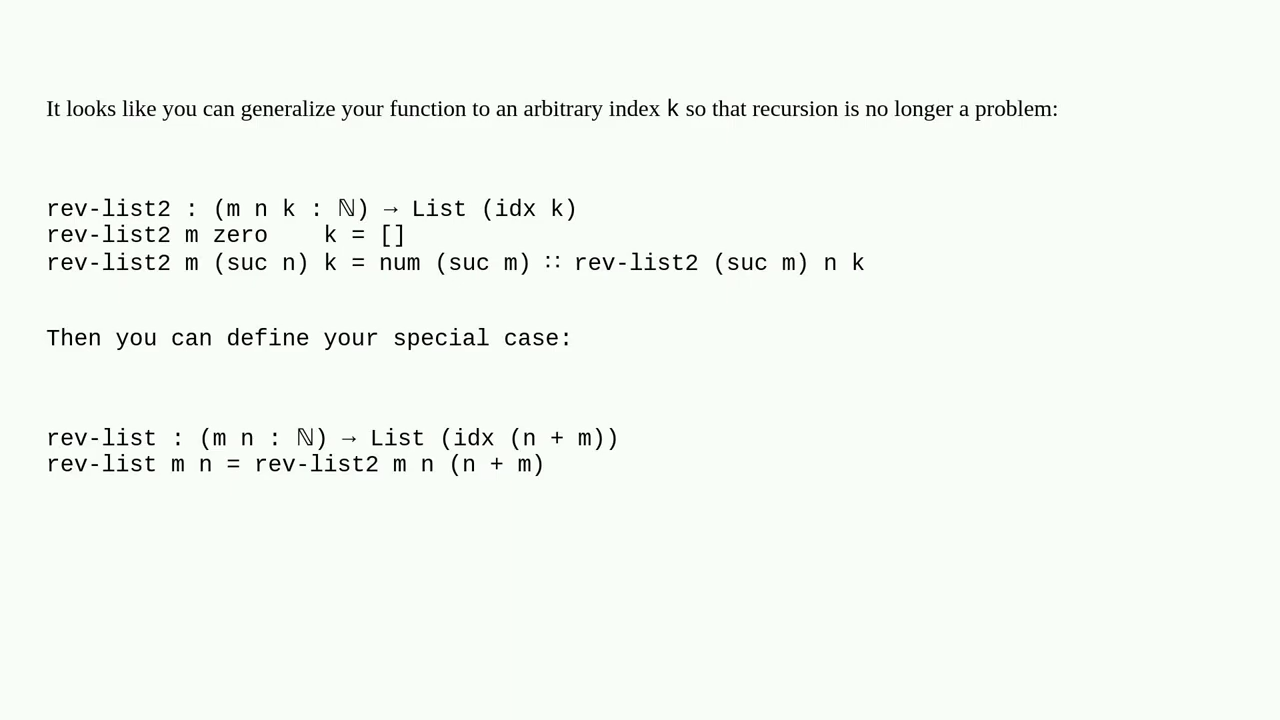 It looks like you can generalize your function to an arbitrary index k so that recursion is no longer a problem:
rev-list2 : (m n k : ℕ) → List (idx k)
rev-list2 m zero    k = []
rev-list2 m (suc n) k = num (suc m) ∷ rev-list2 (suc m) n k
Then you can define your special case:
rev-list : (m n : ℕ) → List (idx (n + m))
rev-list m n = rev-list2 m n (n + m)